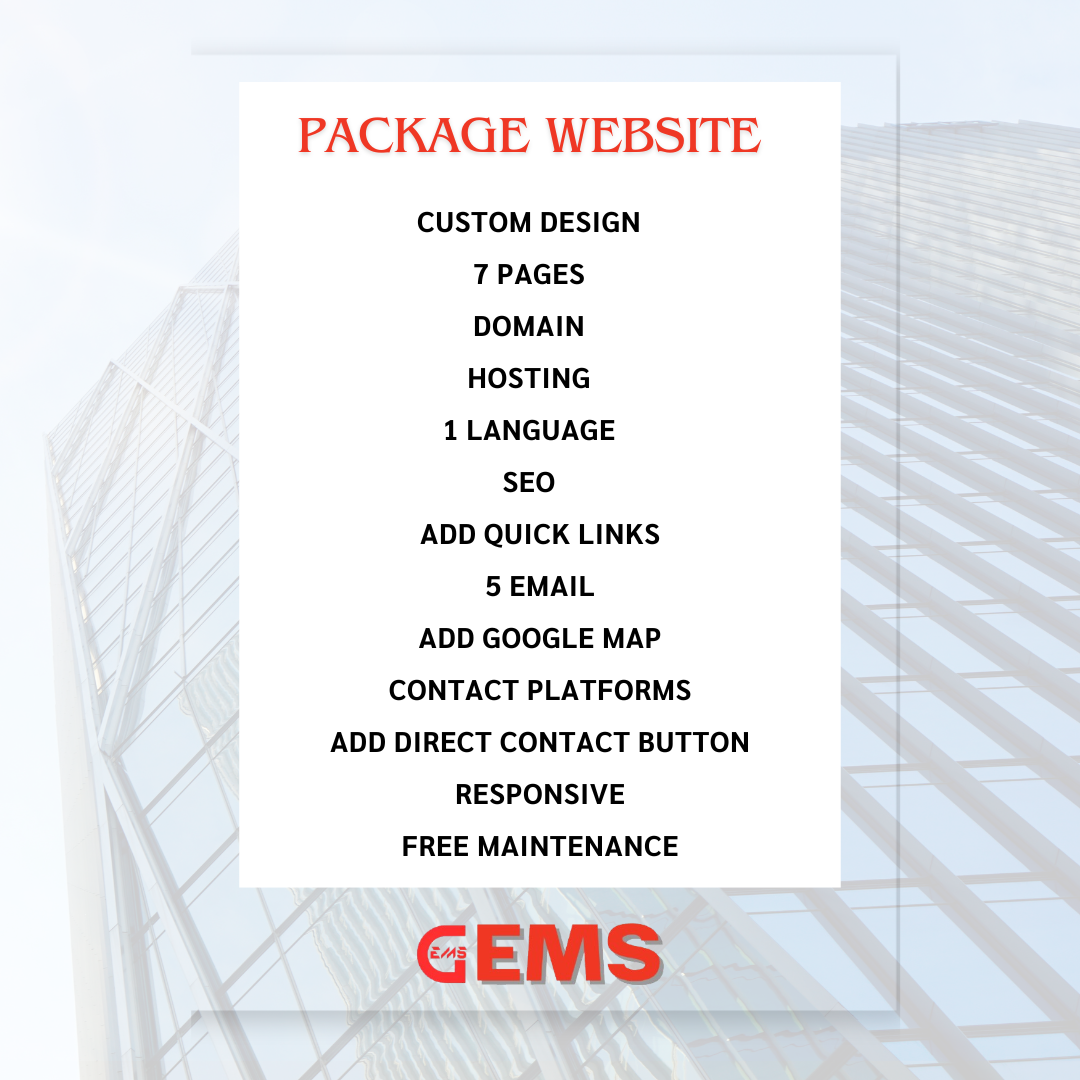 PACKAGE WEBSITE
CUSTOM DESIGN
7 PAGES
DOMAIN
HOSTING
1 LANGUAGE
SEO
ADD QUICK LINKS
5 EMAIL
ADD GOOGLE MAP
CONTACT PLATFORMS
ADD DIRECT CONTACT BUTTON
RESPONSIVE
FREE MAINTENANCE
GEMS